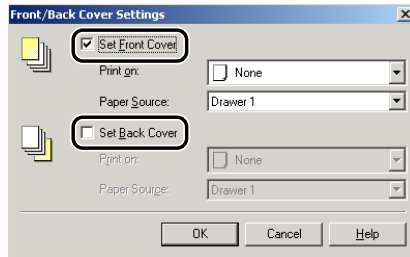 Front/Back Cover Settings
Set Front Cover
Print on: None
Paper Source: Drawer 1
Set Back Cover
Print on: None
Paper Source: Drawer 1
OK Cancel Help